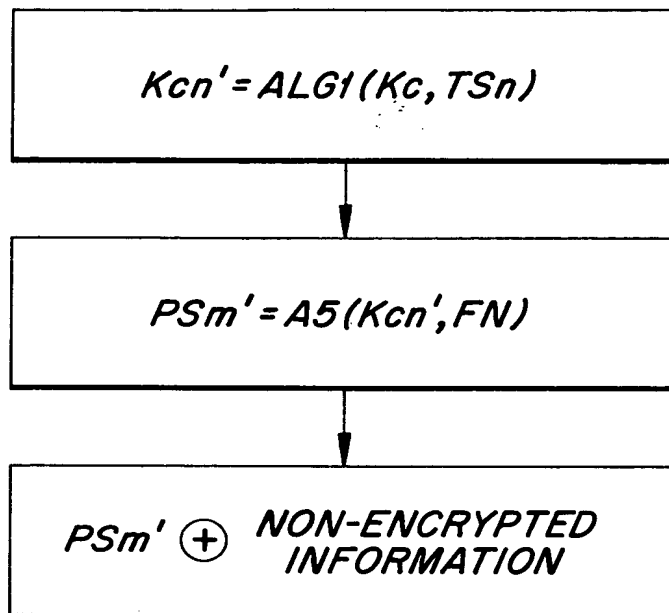 Kcn' = ALG1(Kc, TSn)
PSm' = A5(Kcn', FN)
PSm' ⊕ NON-ENCRYPTED
INFORMATION